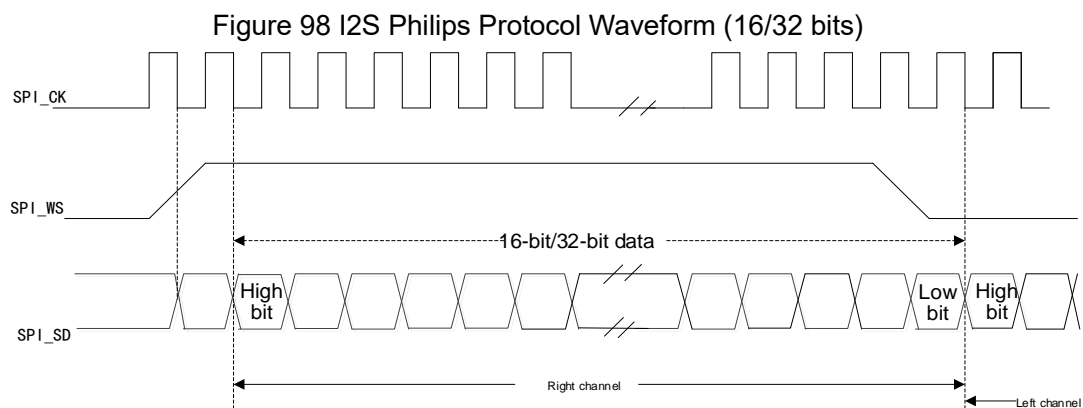 Figure 98 I2S Philips Protocol Waveform (16/32 bits)
SPI_CK
SPI_WS
16-bit/32-bit data
High
bit
Low
bit
High
bit
SPI_SD
Right channel
Left channel